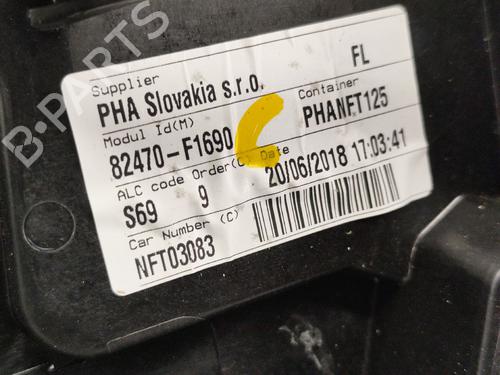 B-PARTS
Supplier
FL
PHA Slovakia s.r.o.
Modul Id(M)
Container
82470-F1690
PHANFT125
ALC code Order(C) Date
S69 9 20/06/2018 17:03:41
Car Number (C)
NFT03083